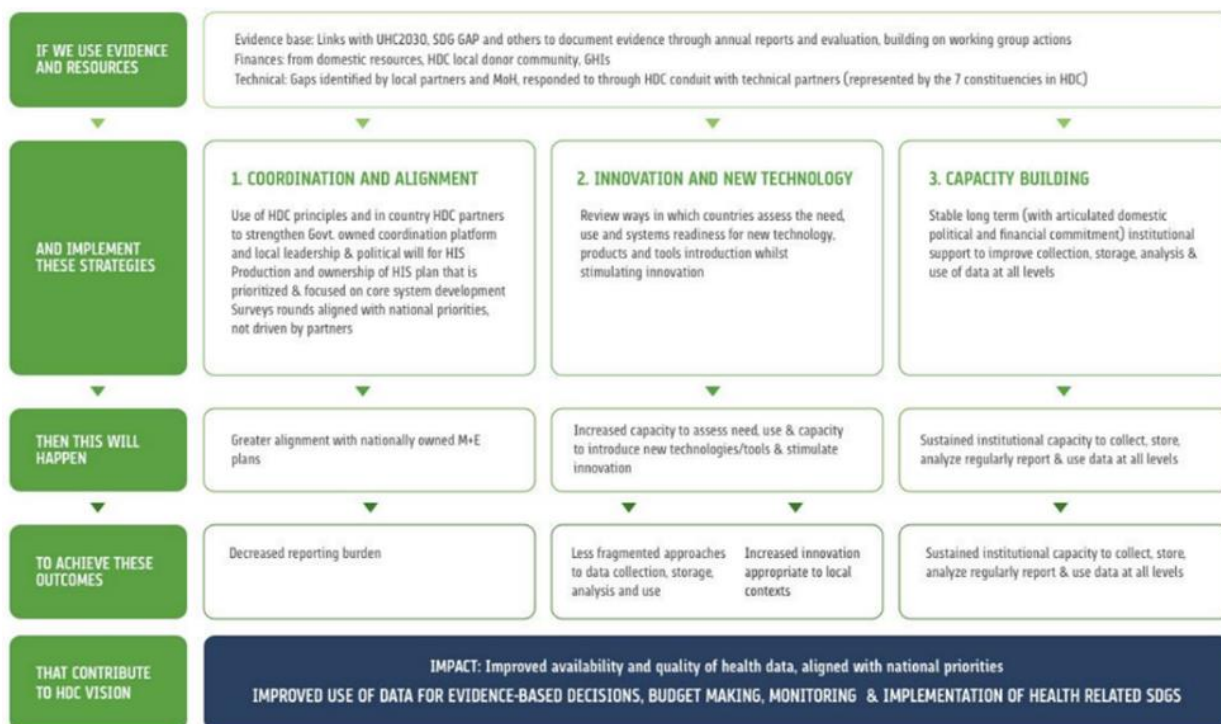 IF WE USE EVIDENCE
AND RESOURCES
Evidence base: Links with UHC2030, SDG GAP and others to document evidence through annual reports and evaluation, building on working group actions
Finances: from domestic resources, HDC local donor community, GHIs
Technical: Gaps identified by local partners and MoH, responded to through HDC conduit with technical partners (represented by the 7 constituencies in HDC)
AND IMPLEMENT
THESE STRATEGIES
1. COORDINATION AND ALIGNMENT
Use of HDC principles and in country HDC partners
to strengthen Govt. owned coordination platform
and local leadership & political will for HIS
Production and ownership of HIS plan that is
prioritized & focused on core system development
Surveys rounds aligned with national priorities,
not driven by partners
2. INNOVATION AND NEW TECHNOLOGY
Review ways in which countries assess the need,
use and systems readiness for new technology,
products and tools introduction whilst
stimulating innovation
3. CAPACITY BUILDING
Stable long term (with articulated domestic
political and financial commitment) institutional
support to improve collection, storage, analysis &
use of data at all levels
THEN THIS WILL
HAPPEN
Greater alignment with nationally owned M+E
plans
Increased capacity to assess need, use & capacity
to introduce new technologies/tools & stimulate
innovation
Sustained institutional capacity to collect, store,
analyze regularly report & use data at all levels
TO ACHIEVE THESE
OUTCOMES
Decreased reporting burden
Less fragmented approaches
to data collection, storage,
analysis and use
Increased innovation
appropriate to local
contexts
Sustained institutional capacity to collect, store,
analyze regularly report & use data at all levels
THAT CONTRIBUTE
TO HDC VISION
IMPACT: Improved availability and quality of health data, aligned with national priorities
IMPROVED USE OF DATA FOR EVIDENCE-BASED DECISIONS, BUDGET MAKING, MONITORING & IMPLEMENTATION OF HEALTH RELATED SDGS